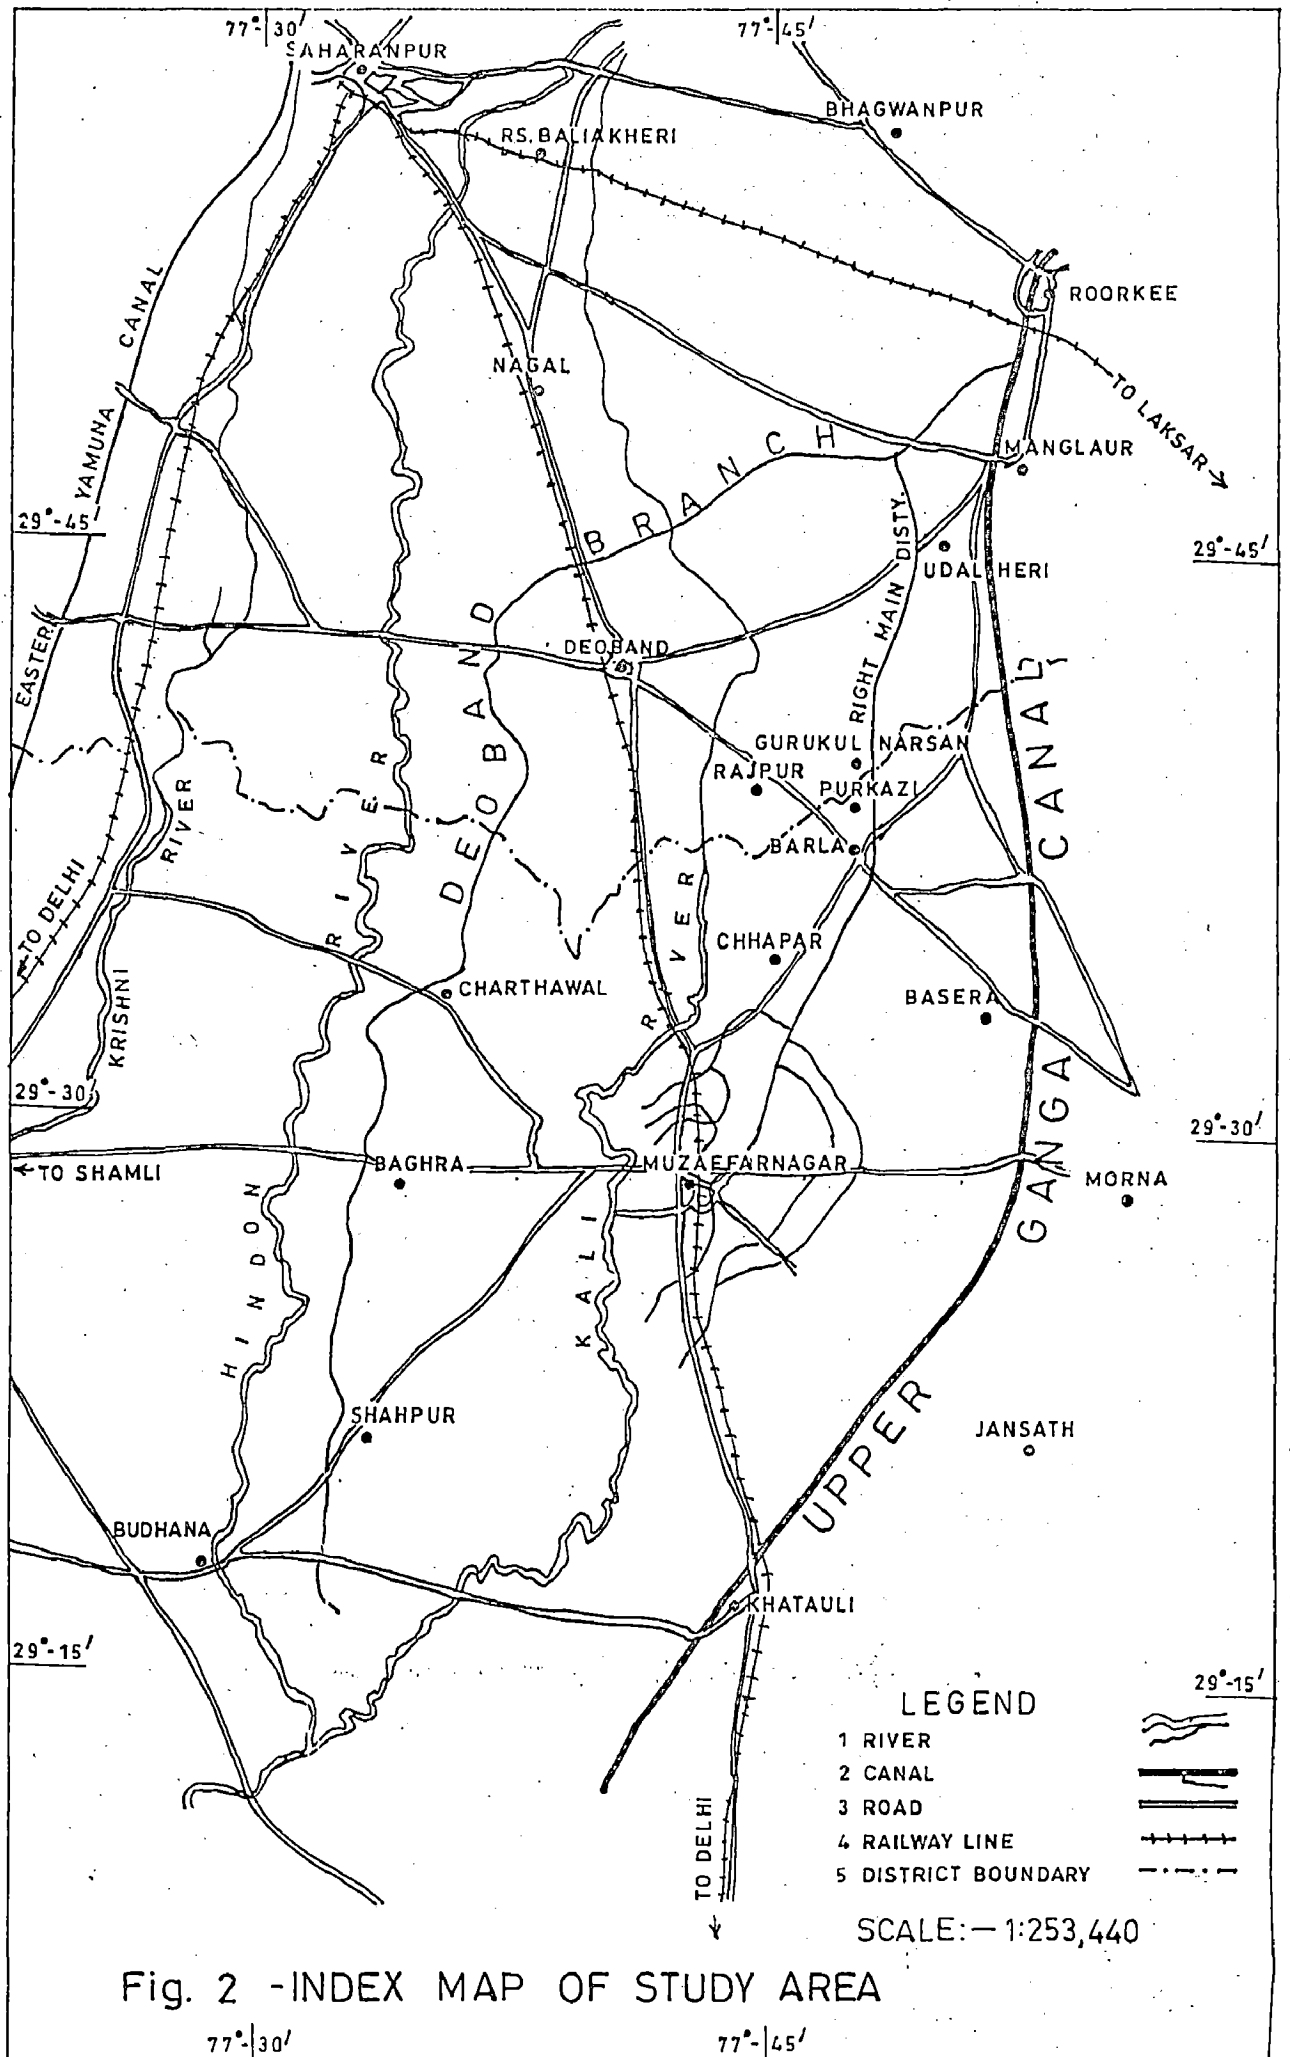 77°-30′
77°-45′
SAHARANPUR
BHAGWANPUR
RS. BALIAKHERI
ROORKEE
TO LAKSAR
NAGAL
MANGLAUR
EASTERN YAMUNA CANAL
29°-45′
29°-45′
DEOBAND BRANCH
RIGHT MAIN DISTY.
UDALHERI
DEOBAND
GURUKUL NARSAN
RAJPUR
PURKAZI
BARLA
TO DELHI
CHHAPAR
BASERA
CHARTHAWAL
KRISHNI RIVER
HINDON RIVER
KALI RIVER
UPPER GANGA CANAL
29°-30′
29°-30′
TO SHAMLI
BAGHRA
MUZAFFARNAGAR
MORNA
SHAHPUR
JANSATH
BUDHANA
KHATAULI
29°-15′
29°-15′
TO DELHI
LEGEND
1 RIVER
2 CANAL
3 ROAD
4 RAILWAY LINE
5 DISTRICT BOUNDARY
SCALE:- 1:253,440
Fig. 2 -INDEX MAP OF STUDY AREA
77°-30′
77°-45′